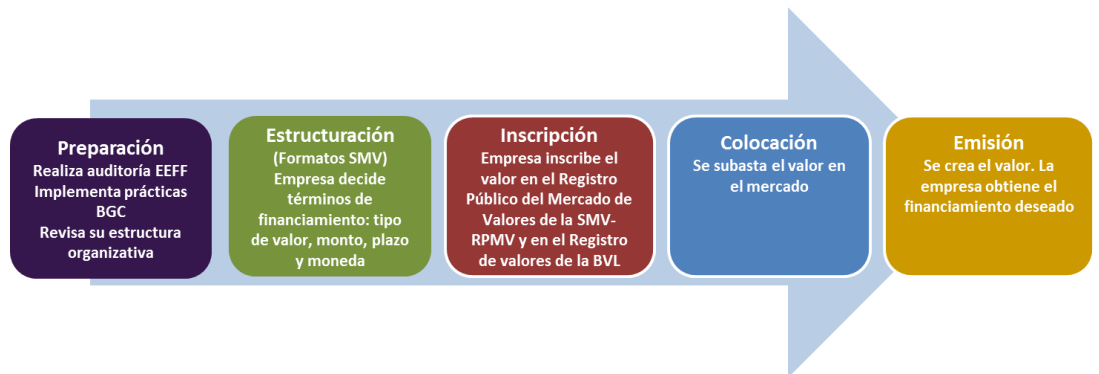 Preparación
Realiza auditoría EEFF
Implementa prácticas
BGC
Revisa su estructura
organizativa
Estructuración
(Formatos SMV)
Empresa decide
términos de
financiamiento: tipo
de valor, monto, plazo
y moneda
Inscripción
Empresa inscribe el
valor en el Registro
Público del Mercado de
Valores de la SMV-
RPMV y en el Registro
de valores de la BVL
Colocación
Se subasta el valor en
el mercado
Emisión
Se crea el valor. La
empresa obtiene el
financiamiento deseado